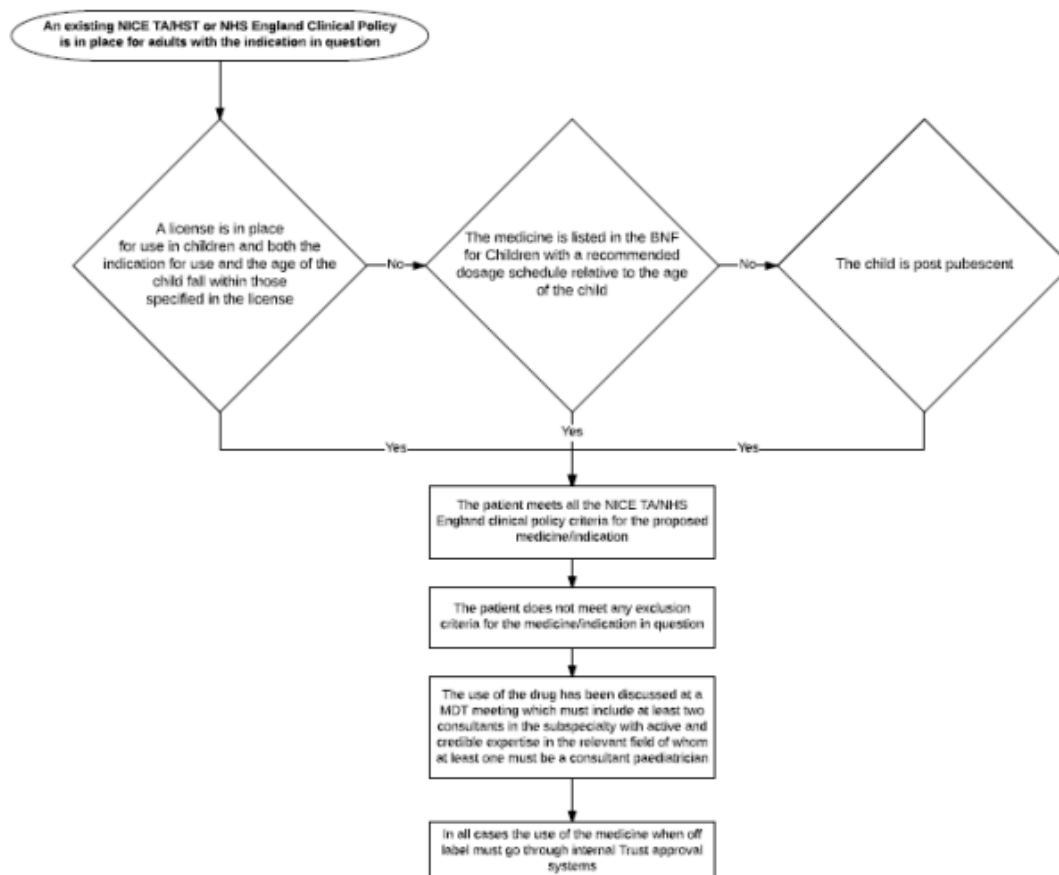 An existing NICE TA/HST or NHS England Clinical Policy
is in place for adults with the indication in question
A license is in place
for use in children and both the
indication for use and the age of the
child fall within those
specified in the license
No
The medicine is listed in the BNF
for Children with a recommended
dosage schedule relative to the age
of the child
No
The child is post pubescent
Yes
Yes
Yes
The patient meets all the NICE TA/NHS
England clinical policy criteria for the proposed
medicine/indication
The patient does not meet any exclusion
criteria for the medicine/indication in question
The use of the drug has been discussed at a
MDT meeting which must include at least two
consultants in the subspecialty with active and
credible expertise in the relevant field of whom
at least one must be a consultant paediatrician
In all cases the use of the medicine when off
label must go through internal Trust approval
systems